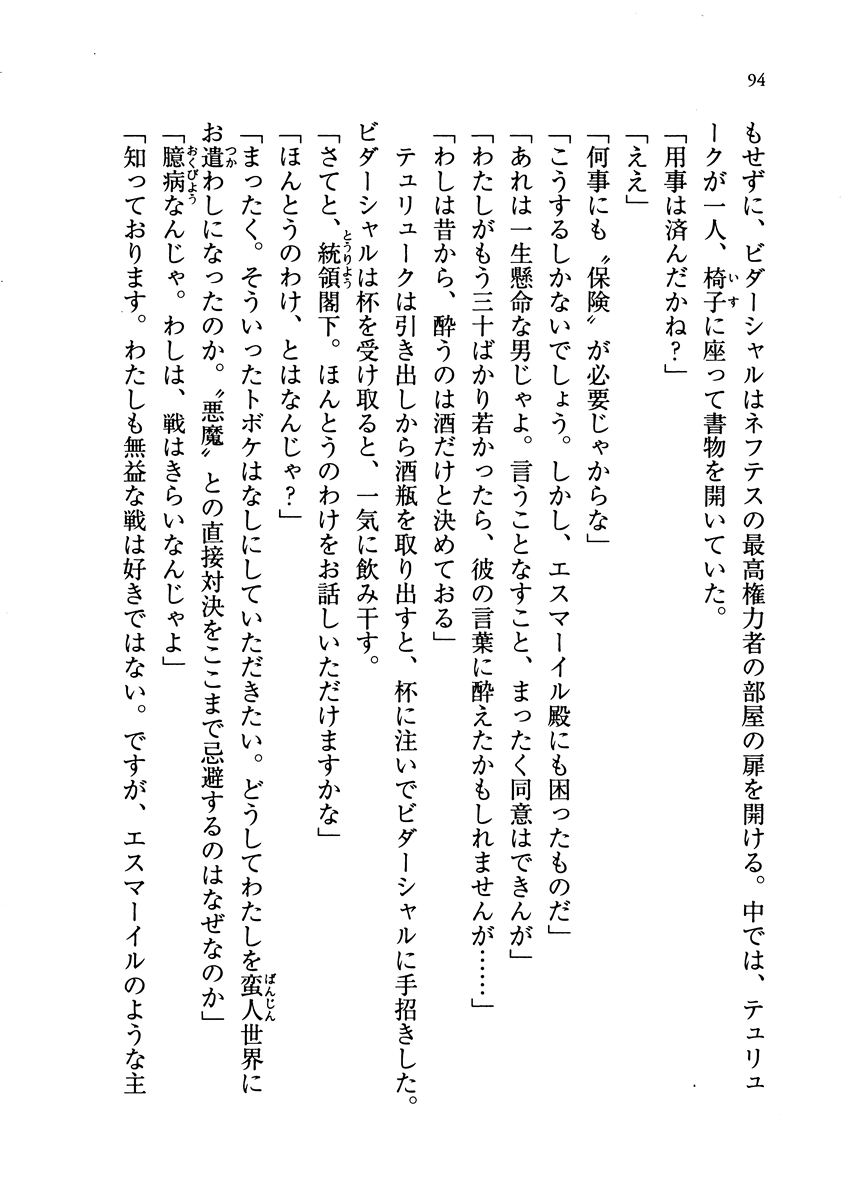 94
もせずに、ビダーシャルはネフテスの最高権力者の部屋の扉を開ける。中では、テュリュ
ークが一人、椅子に座って書物を開いていた。
「用事は済んだかね？」
「ええ」
「何事にも〝保険〟が必要じゃからな」
「こうするしかないでしょう。しかし、エスマーイル殿にも困ったものだ」
「あれは一生懸命な男じゃよ。言うことなすこと、まったく同意はできんが」
「わたしがもう三十ばかり若かったら、彼の言葉に酔えたかもしれませんが……」
「わしは昔から、酔うのは酒だけと決めておる」
　テュリュークは引き出しから酒瓶を取り出すと、杯に注いでビダーシャルに手招きした。
ビダーシャルは杯を受け取ると、一気に飲み干す。
「さてと、統領閣下。ほんとうのわけをお話しいただけますかな」
「ほんとうのわけ、とはなんじゃ？」
「まったく。そういったトボケはなしにしていただきたい。どうしてわたしを蛮人世界に
お遣わしになったのか。〝悪魔〟との直接対決をここまで忌避するのはなぜなのか」
「臆病なんじゃ。わしは、戦はきらいなんじゃよ」
「知っております。わたしも無益な戦は好きではない。ですが、エスマーイルのような主